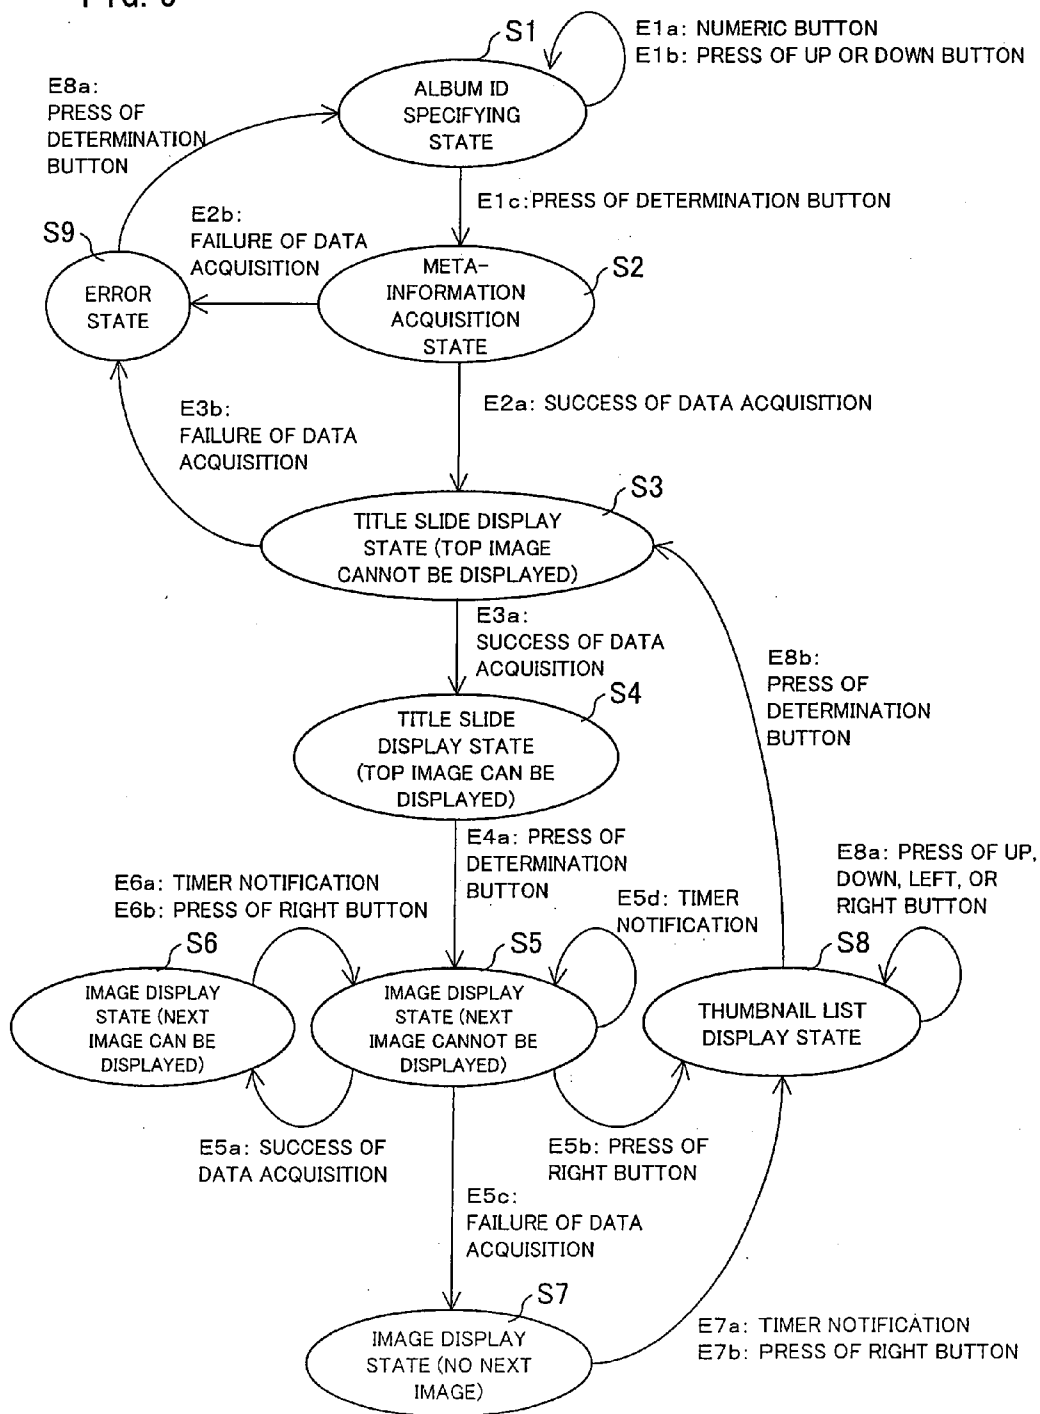 S1
E1a: NUMERIC BUTTON
E1b: PRESS OF UP OR DOWN BUTTON
ALBUM ID
SPECIFYING
STATE
E8a:
PRESS OF
DETERMINATION
BUTTON
E1c:PRESS OF DETERMINATION BUTTON
S9
E2b:
FAILURE OF DATA
ACQUISITION
S2
META-
INFORMATION
ACQUISITION
STATE
ERROR
STATE
E2a: SUCCESS OF DATA ACQUISITION
E3b:
FAILURE OF DATA
ACQUISITION
S3
TITLE SLIDE DISPLAY
STATE (TOP IMAGE
CANNOT BE DISPLAYED)
E3a:
SUCCESS OF DATA
ACQUISITION
E8b:
PRESS OF
DETERMINATION
BUTTON
S4
TITLE SLIDE
DISPLAY STATE
(TOP IMAGE CAN BE
DISPLAYED)
E4a: PRESS OF
DETERMINATION
BUTTON
E6a: TIMER NOTIFICATION
E6b: PRESS OF RIGHT BUTTON
E5d: TIMER
NOTIFICATION
E8a: PRESS OF UP,
DOWN, LEFT, OR
RIGHT BUTTON
S6
IMAGE DISPLAY
STATE (NEXT
IMAGE CAN BE
DISPLAYED)
S5
IMAGE DISPLAY
STATE (NEXT
IMAGE CANNOT BE
DISPLAYED)
S8
THUMBNAIL LIST
DISPLAY STATE
E5a: SUCCESS OF
DATA ACQUISITION
E5b: PRESS OF
RIGHT BUTTON
E5c:
FAILURE OF DATA
ACQUISITION
S7
IMAGE DISPLAY
STATE (NO NEXT
IMAGE)
E7a: TIMER NOTIFICATION
E7b: PRESS OF RIGHT BUTTON